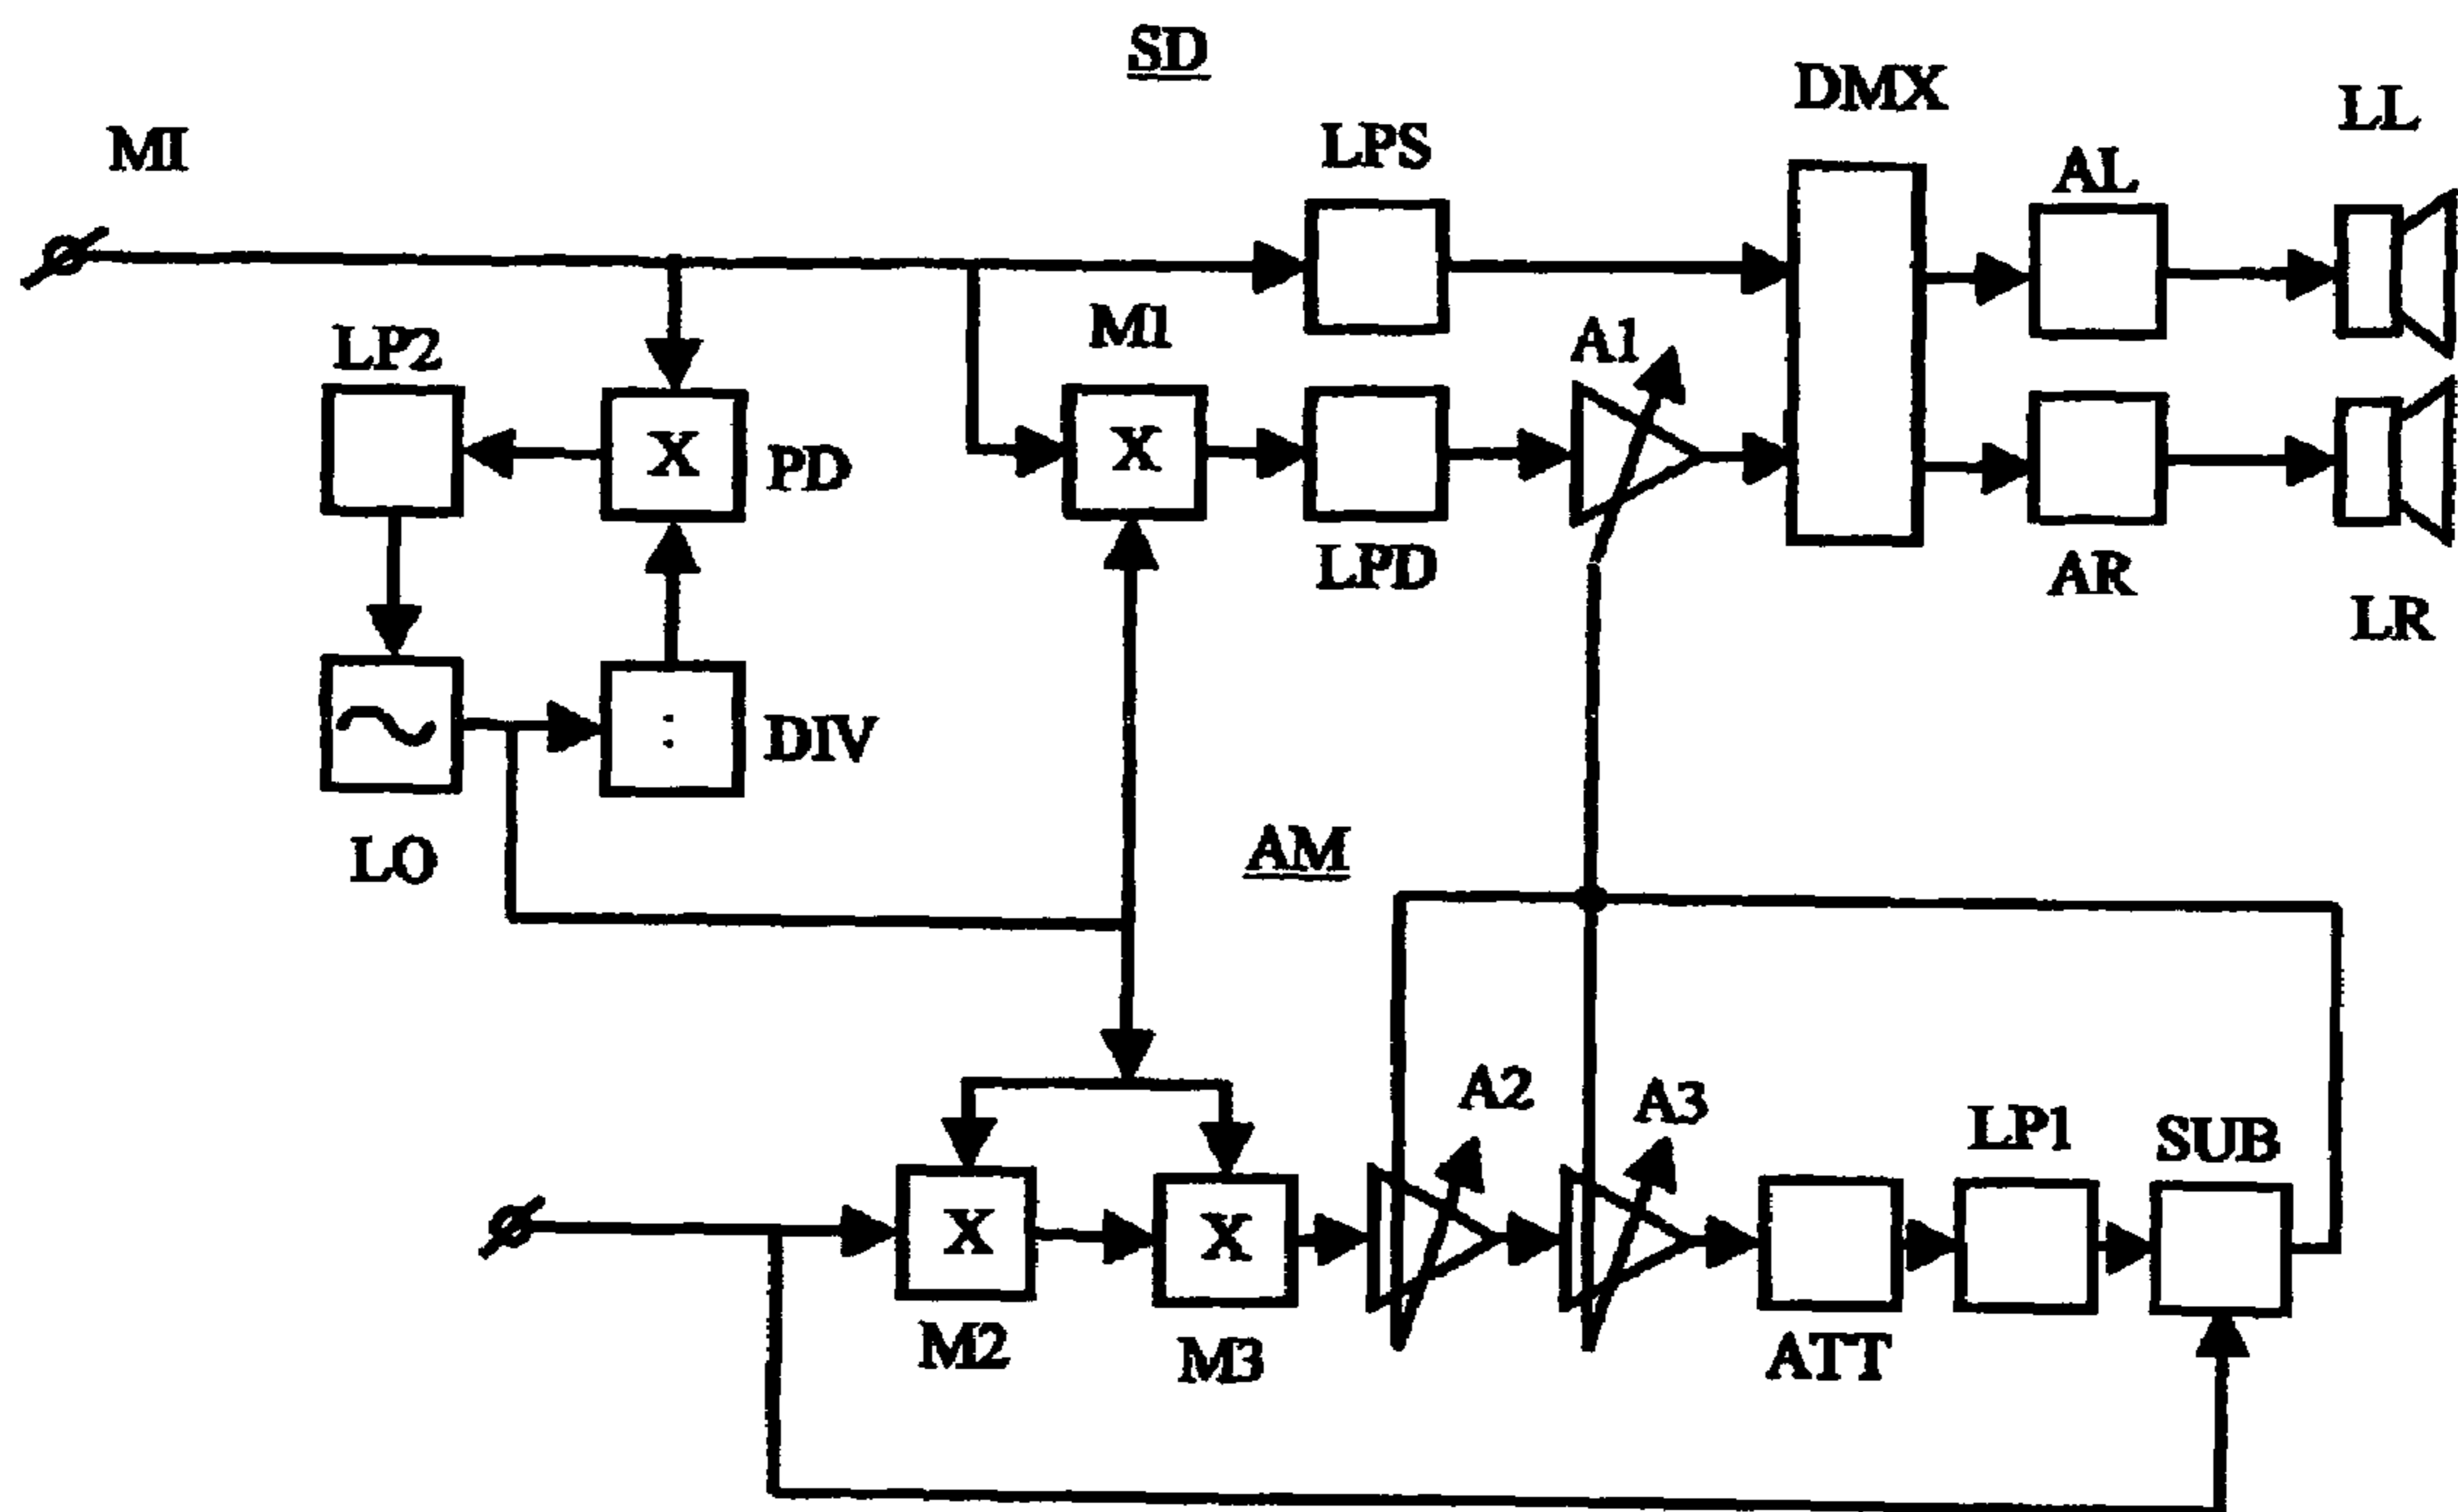 SD
DMX
LL
MI
LPS
AL
M1
A1
LP2
X
X
PD
LPD
AR
LR
:
DIV
LO
AM
A2
A3
LP1
SUB
X
X
M2
M3
ATT